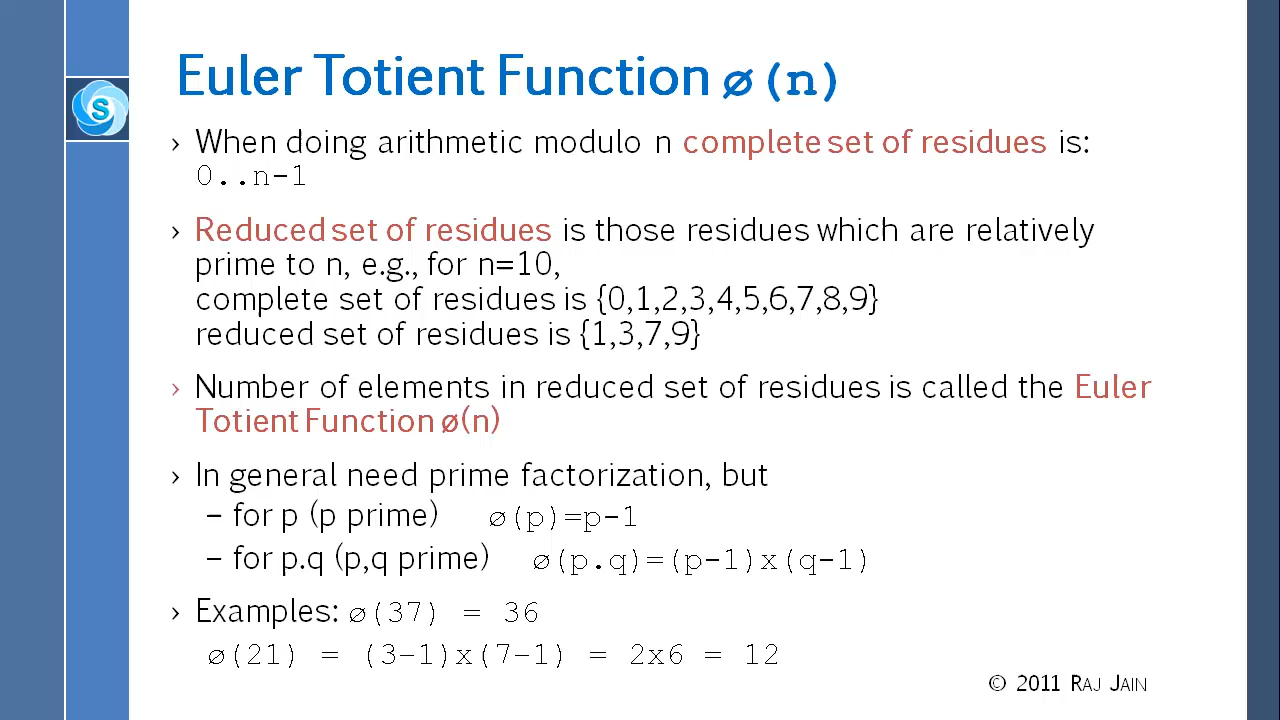 S
Euler Totient Function ø(n)
› When doing arithmetic modulo n complete set of residues is:
0..n-1
› Reduced set of residues is those residues which are relatively
prime to n, e.g., for n=10,
complete set of residues is {0,1,2,3,4,5,6,7,8,9}
reduced set of residues is {1,3,7,9}
› Number of elements in reduced set of residues is called the Euler
Totient Function ø(n)
› In general need prime factorization, but
– for p (p prime) ø(p)=p-1
– for p.q (p,q prime) ø(p.q)=(p-1)x(q-1)
› Examples: ø(37) = 36
ø(21) = (3–1)x(7–1) = 2x6 = 12
© 2011 Raj Jain